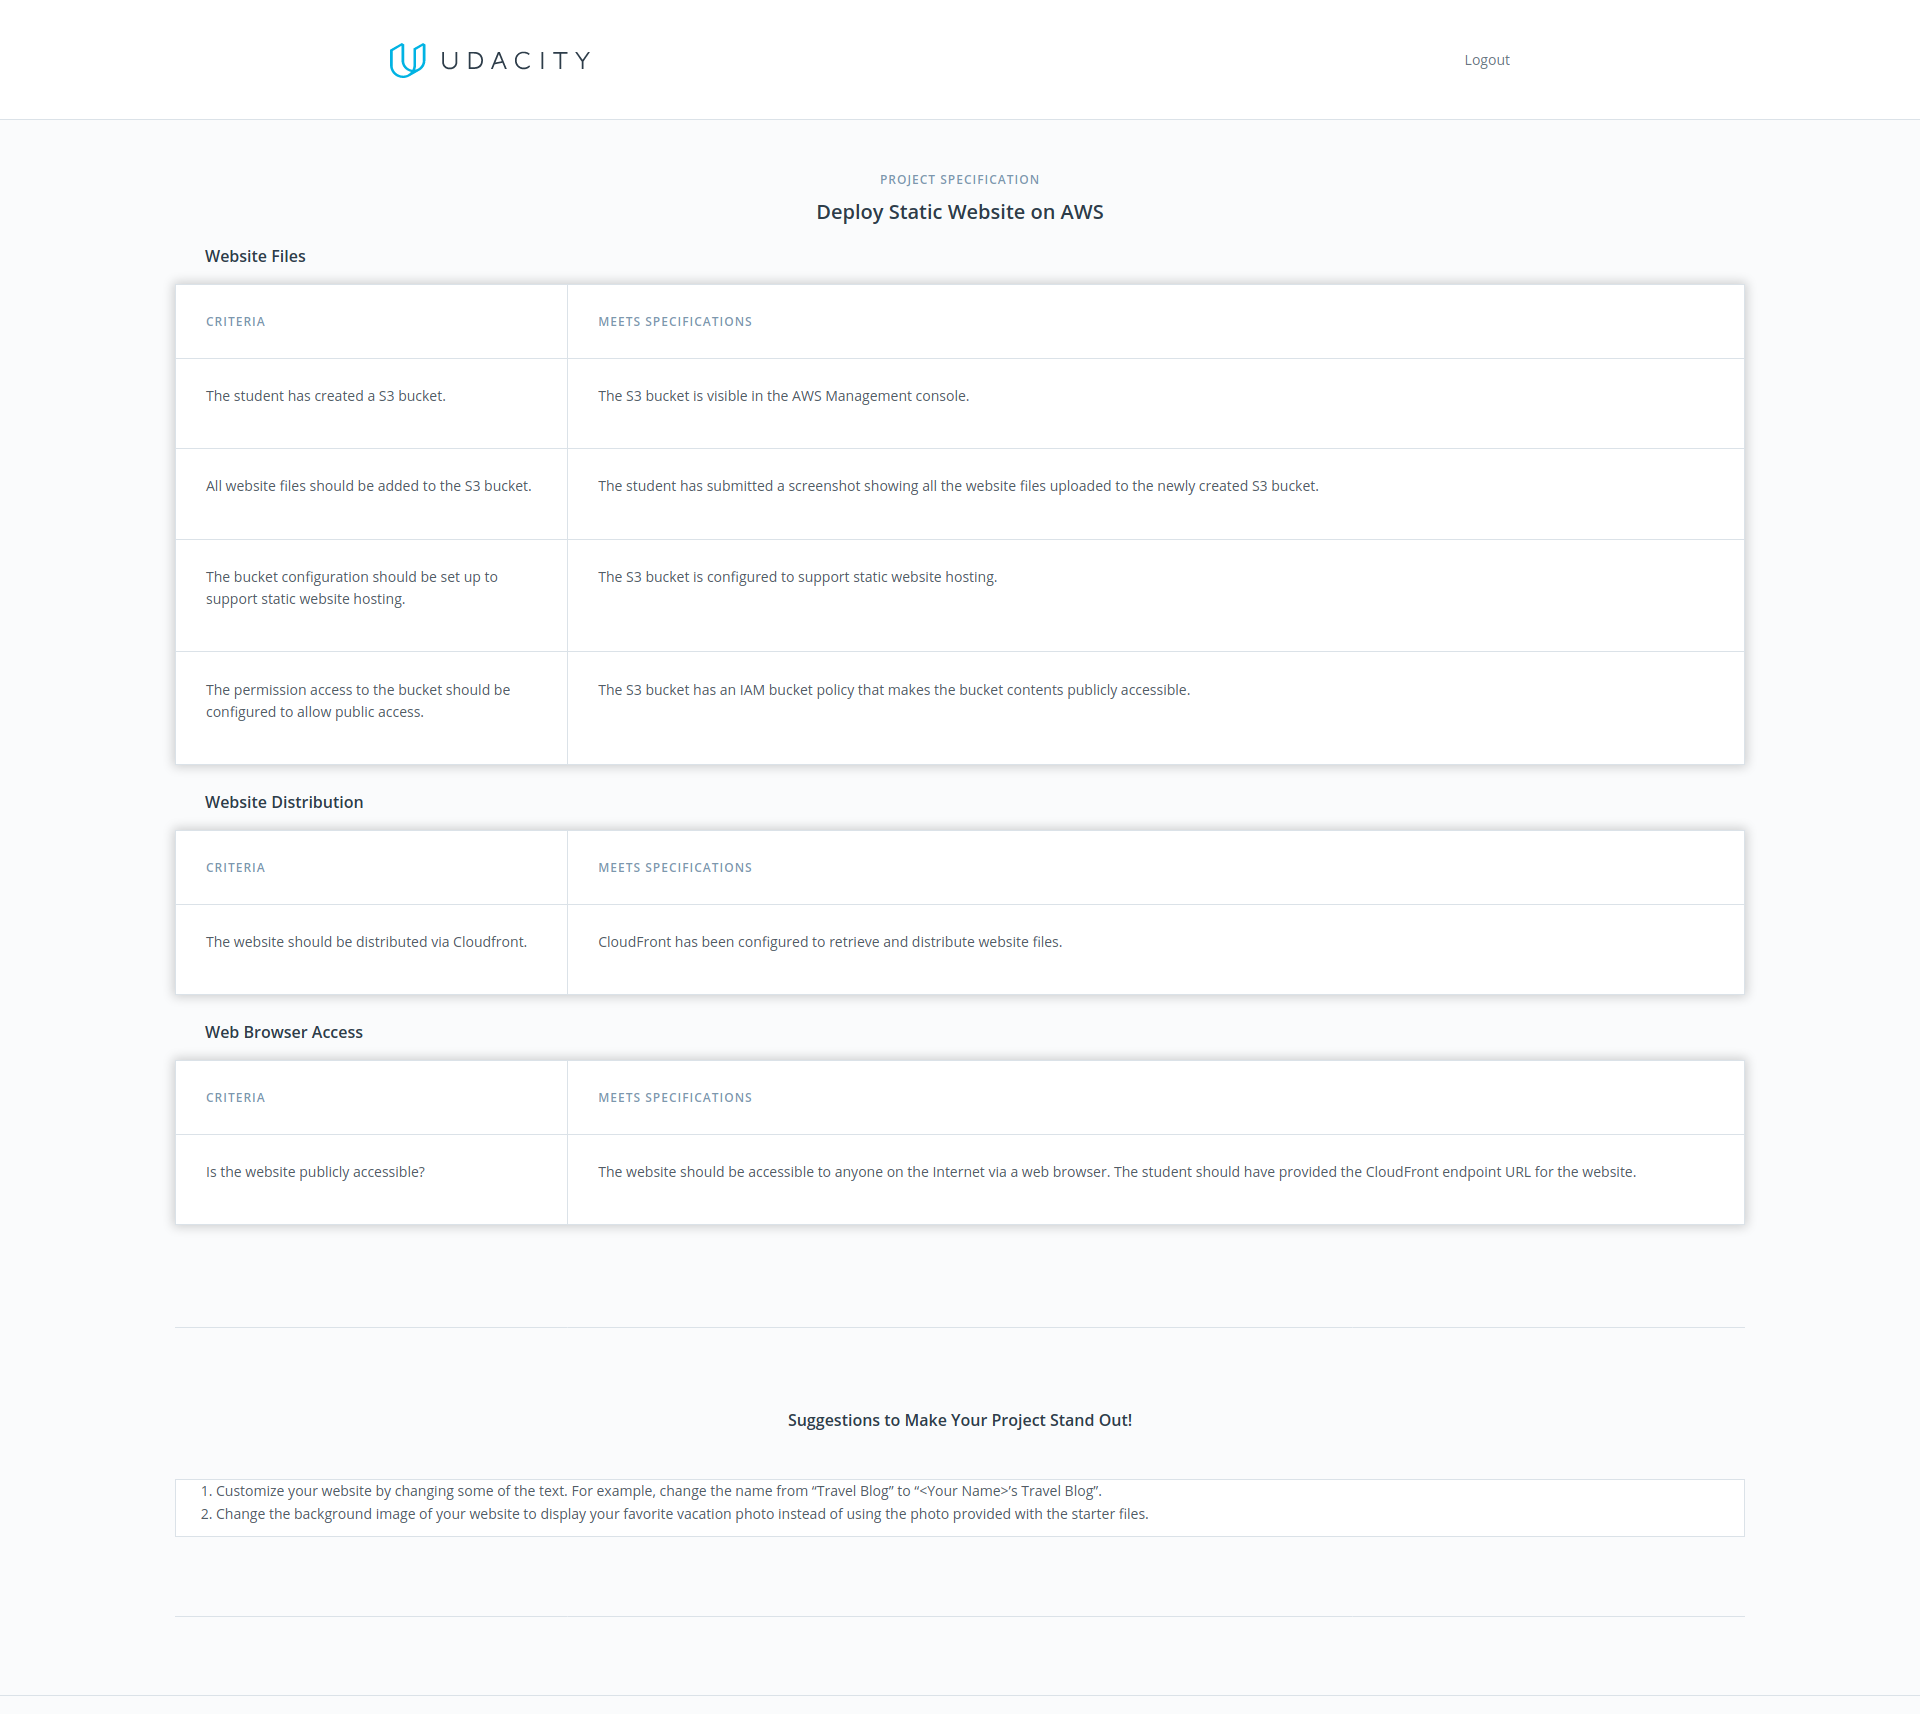 UDACITY
Logout
PROJECT SPECIFICATION
Deploy Static Website on AWS
Website Files
CRITERIA
MEETS SPECIFICATIONS
The student has created a S3 bucket.
The S3 bucket is visible in the AWS Management console.
All website files should be added to the S3 bucket.
The student has submitted a screenshot showing all the website files uploaded to the newly created S3 bucket.
The bucket configuration should be set up to
support static website hosting.
The S3 bucket is configured to support static website hosting.
The permission access to the bucket should be
configured to allow public access.
The S3 bucket has an IAM bucket policy that makes the bucket contents publicly accessible.
Website Distribution
CRITERIA
MEETS SPECIFICATIONS
The website should be distributed via Cloudfront.
CloudFront has been configured to retrieve and distribute website files.
Web Browser Access
CRITERIA
MEETS SPECIFICATIONS
Is the website publicly accessible?
The website should be accessible to anyone on the Internet via a web browser. The student should have provided the CloudFront endpoint URL for the website.
Suggestions to Make Your Project Stand Out!
1. Customize your website by changing some of the text. For example, change the name from “Travel Blog” to “<Your Name>’s Travel Blog”.
2. Change the background image of your website to display your favorite vacation photo instead of using the photo provided with the starter files.